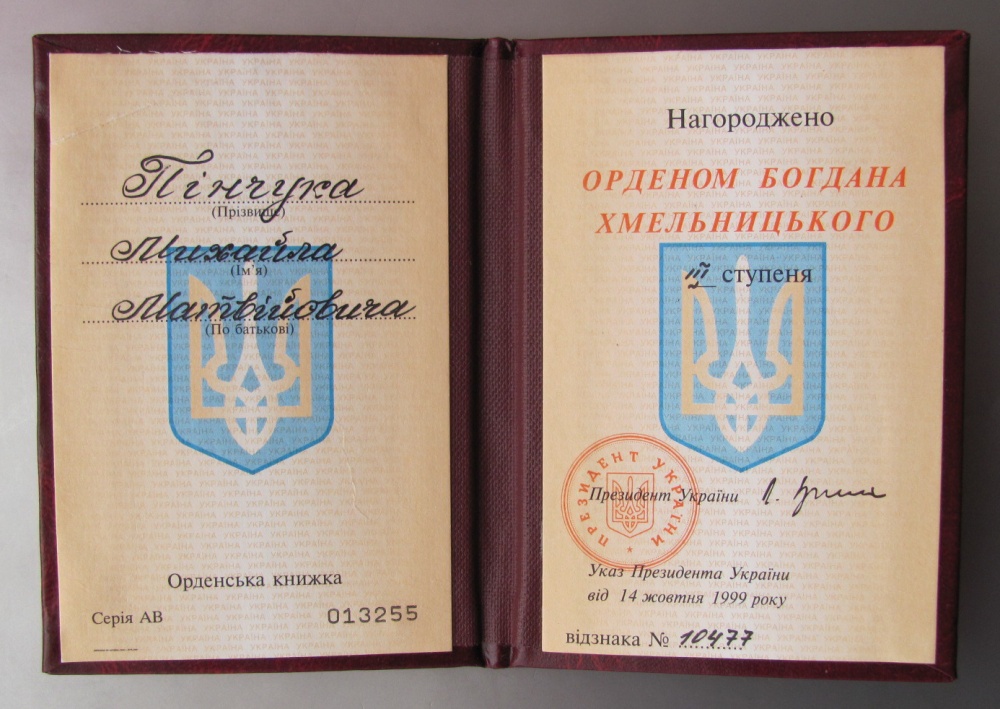 Пінчука
(Прізвище)
Михайла
(Ім'я)
Матвійовича
(По батькові)
Орденська книжка
Серія АВ 013255
Нагороджено
ОРДЕНОМ БОГДАНА
ХМЕЛЬНИЦЬКОГО
III ступеня
ПРЕЗИДЕНТ УКРАЇНИ
Президент України
Указ Президента України
від 14 жовтня 1999 року
відзнака № 10477